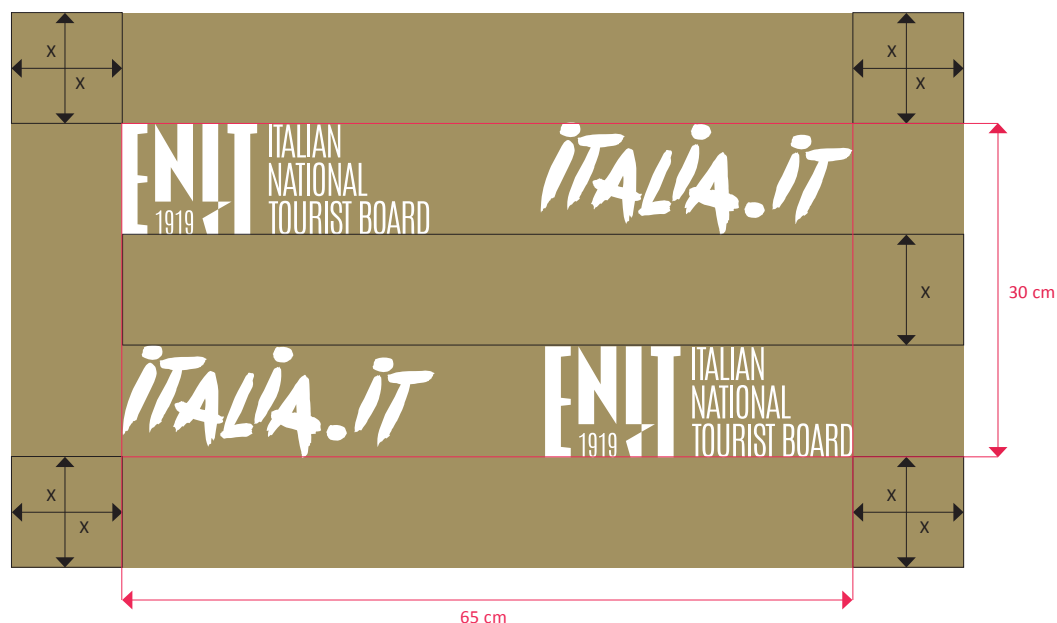 X
X
X
X
ENIT
1919
ITALIAN
NATIONAL
TOURIST BOARD
iTALiA.iT
X
30 cm
iTALiA.iT
ENIT
1919
ITALIAN
NATIONAL
TOURIST BOARD
X
X
X
X
65 cm